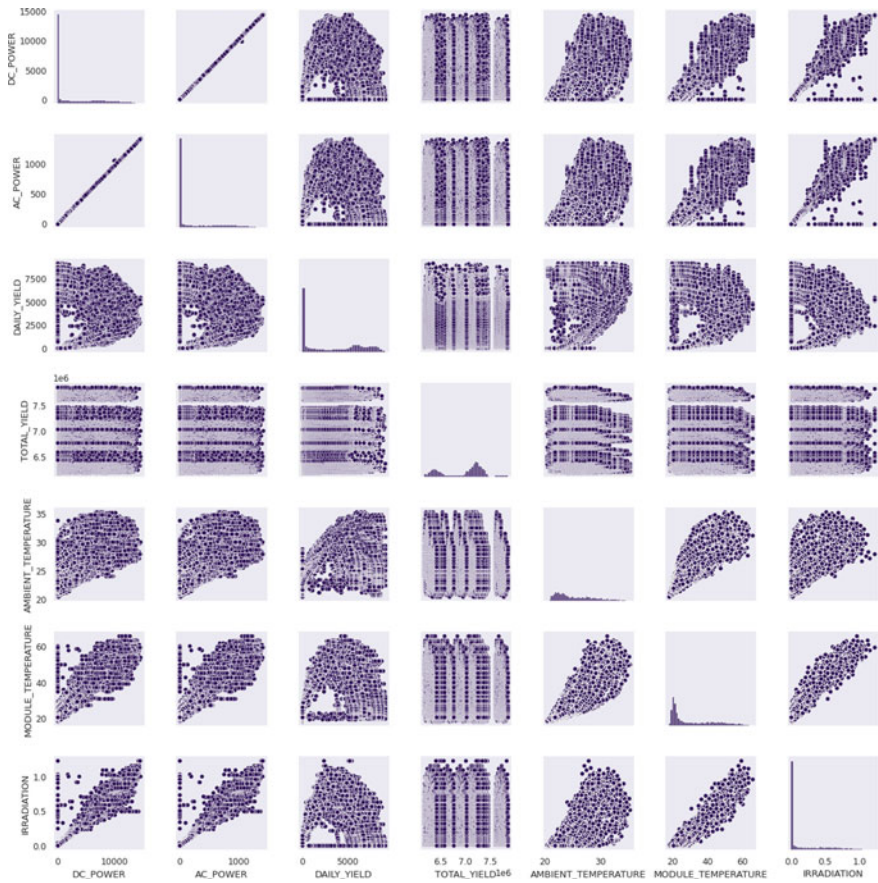 15000
10000
5000
0
DC_POWER
1000
500
0
AC_POWER
7500
5000
2500
0
DAILY_YIELD
1e6
7.5
7.0
6.5
TOTAL_YIELD
35
30
25
20
AMBIENT_TEMPERATURE
60
40
20
MODULE_TEMPERATURE
1.0
0.5
0.0
IRRADIATION
0 10000 0 1000 0 5000 6.5 7.0 7.5 20 30 20 40 60 0.0 0.5 1.0
1e6
DC_POWER AC_POWER DAILY_YIELD TOTAL_YIELD AMBIENT_TEMPERATURE MODULE_TEMPERATURE IRRADIATION